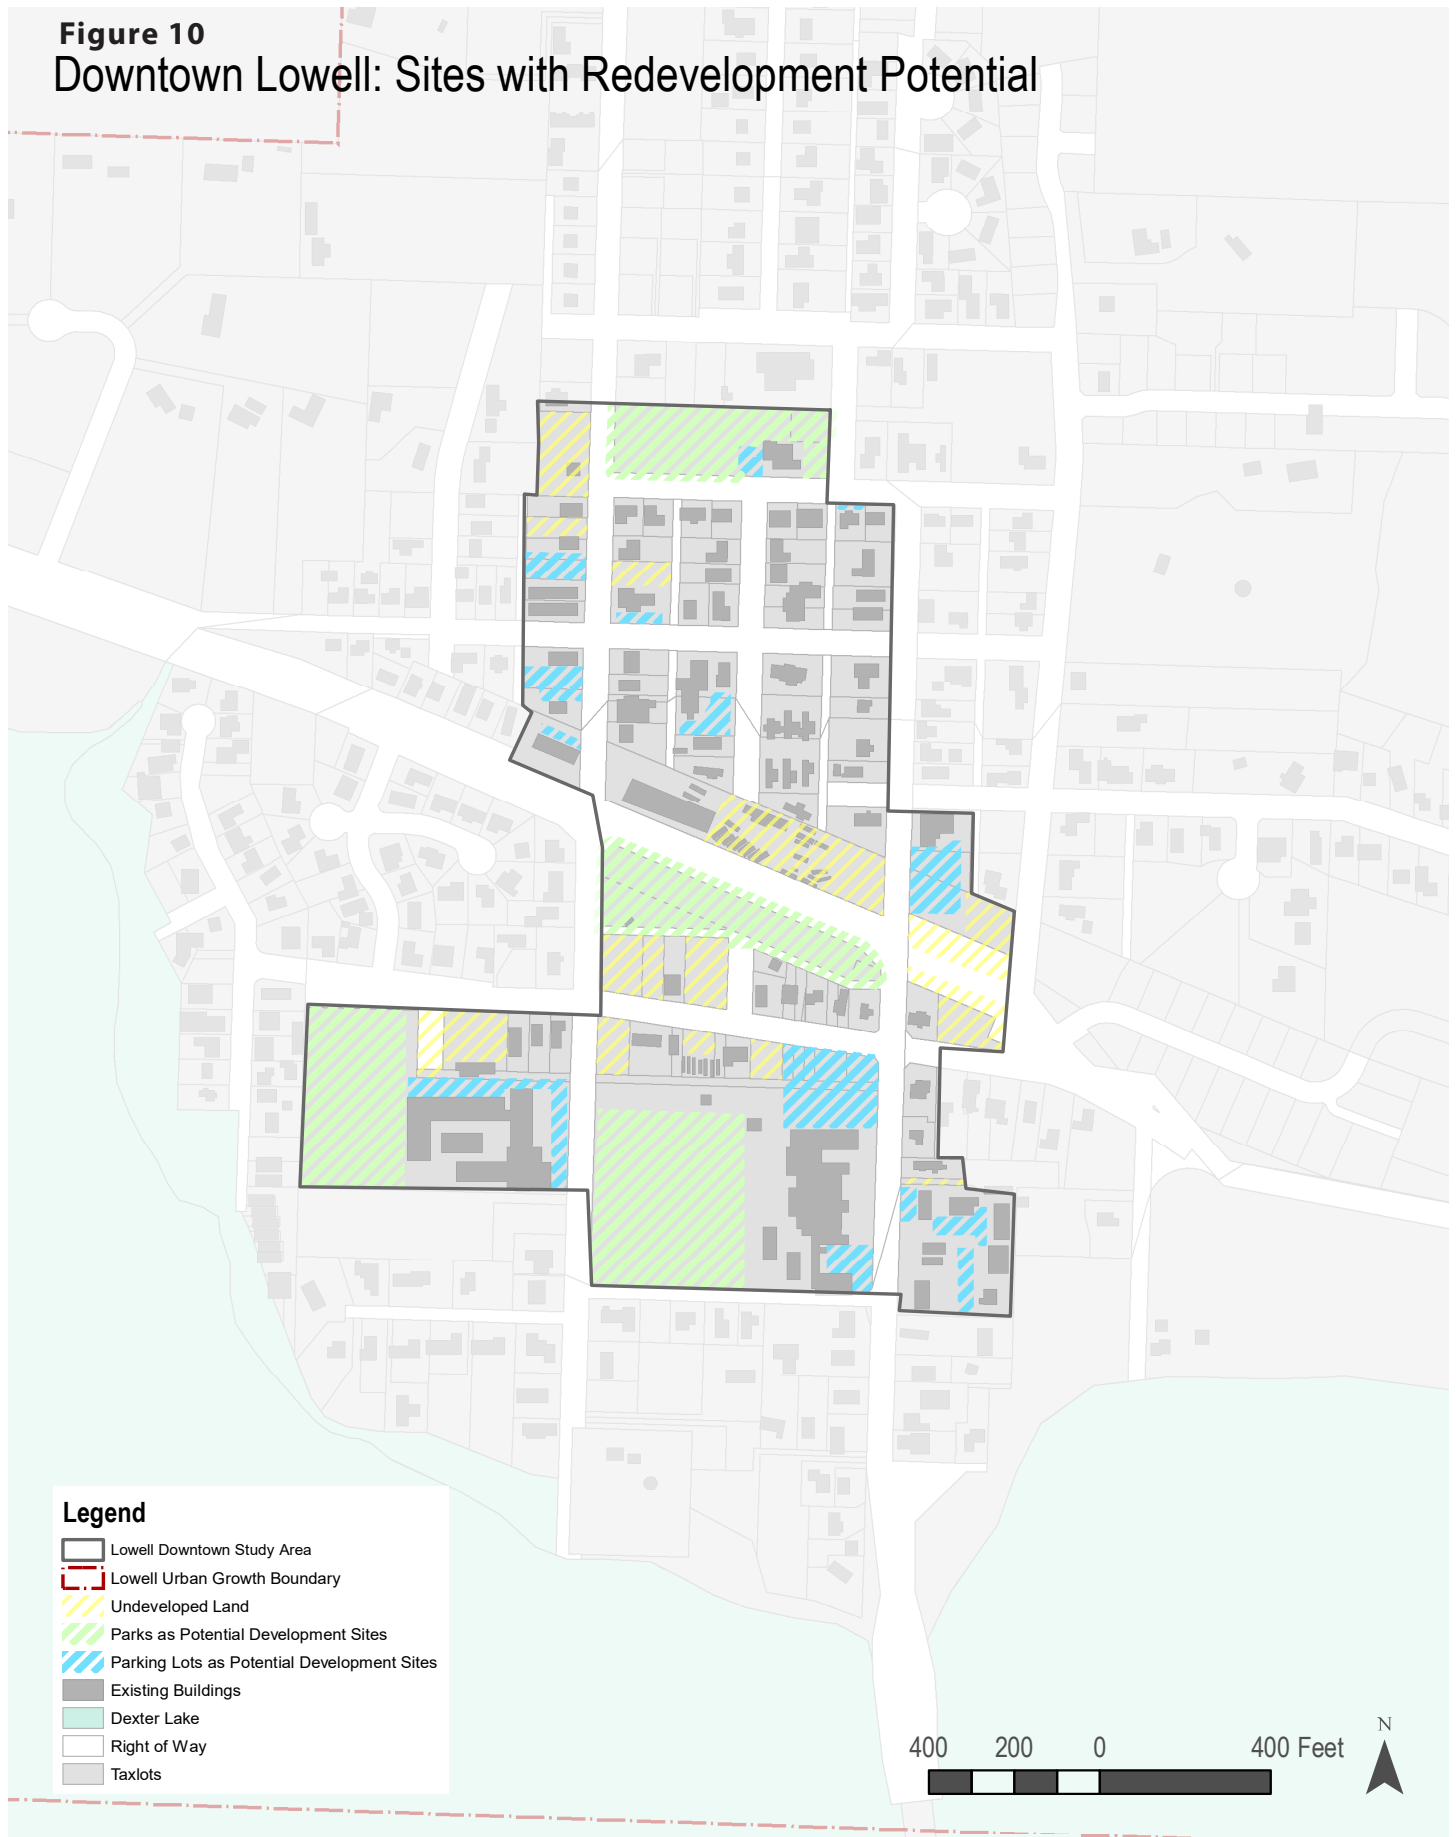 Figure 10
Downtown Lowell: Sites with Redevelopment Potential
Legend
Lowell Downtown Study Area
Lowell Urban Growth Boundary
Undeveloped Land
Parks as Potential Development Sites
Parking Lots as Potential Development Sites
Existing Buildings
Dexter Lake
Right of Way
Taxlots
400 200 0 400 Feet
N